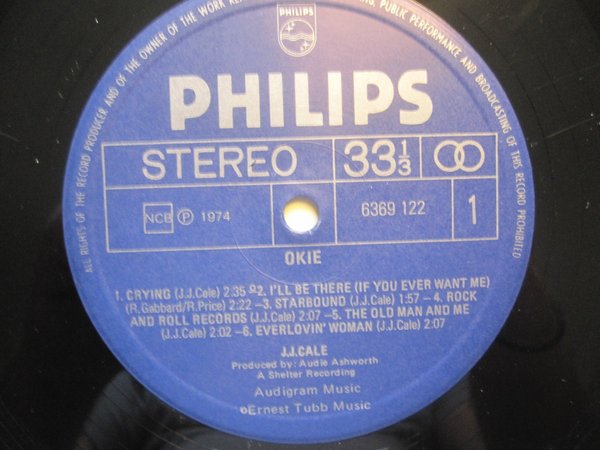 ALL RIGHTS OF THE RECORD PRODUCER AND OF THE OWNER OF THE WORK
PUBLIC PERFORMANCE AND BROADCASTING OF THIS RECORD PROHIBITED
PHILIPS
PHILIPS
STEREO 33 1/3
NCB Ⓟ 1974 6369 122 1
OKIE
1. CRYING (J.J.Cale) 2:35 2. I'LL BE THERE (IF YOU EVER WANT ME)
(R.Gabbard/R.Price) 2:22 –3. STARBOUND (J.J.Cale) 1:57 – 4. ROCK
AND ROLL RECORDS (J.J.Cale) 2:07 –5. THE OLD MAN AND ME
(J.J.Cale) 2:02 –6. EVERLOVIN' WOMAN (J.J.Cale) 2:07
J.J.CALE
Produced by: Audie Ashworth
A Shelter Recording
Audigram Music
Ernest Tubb Music